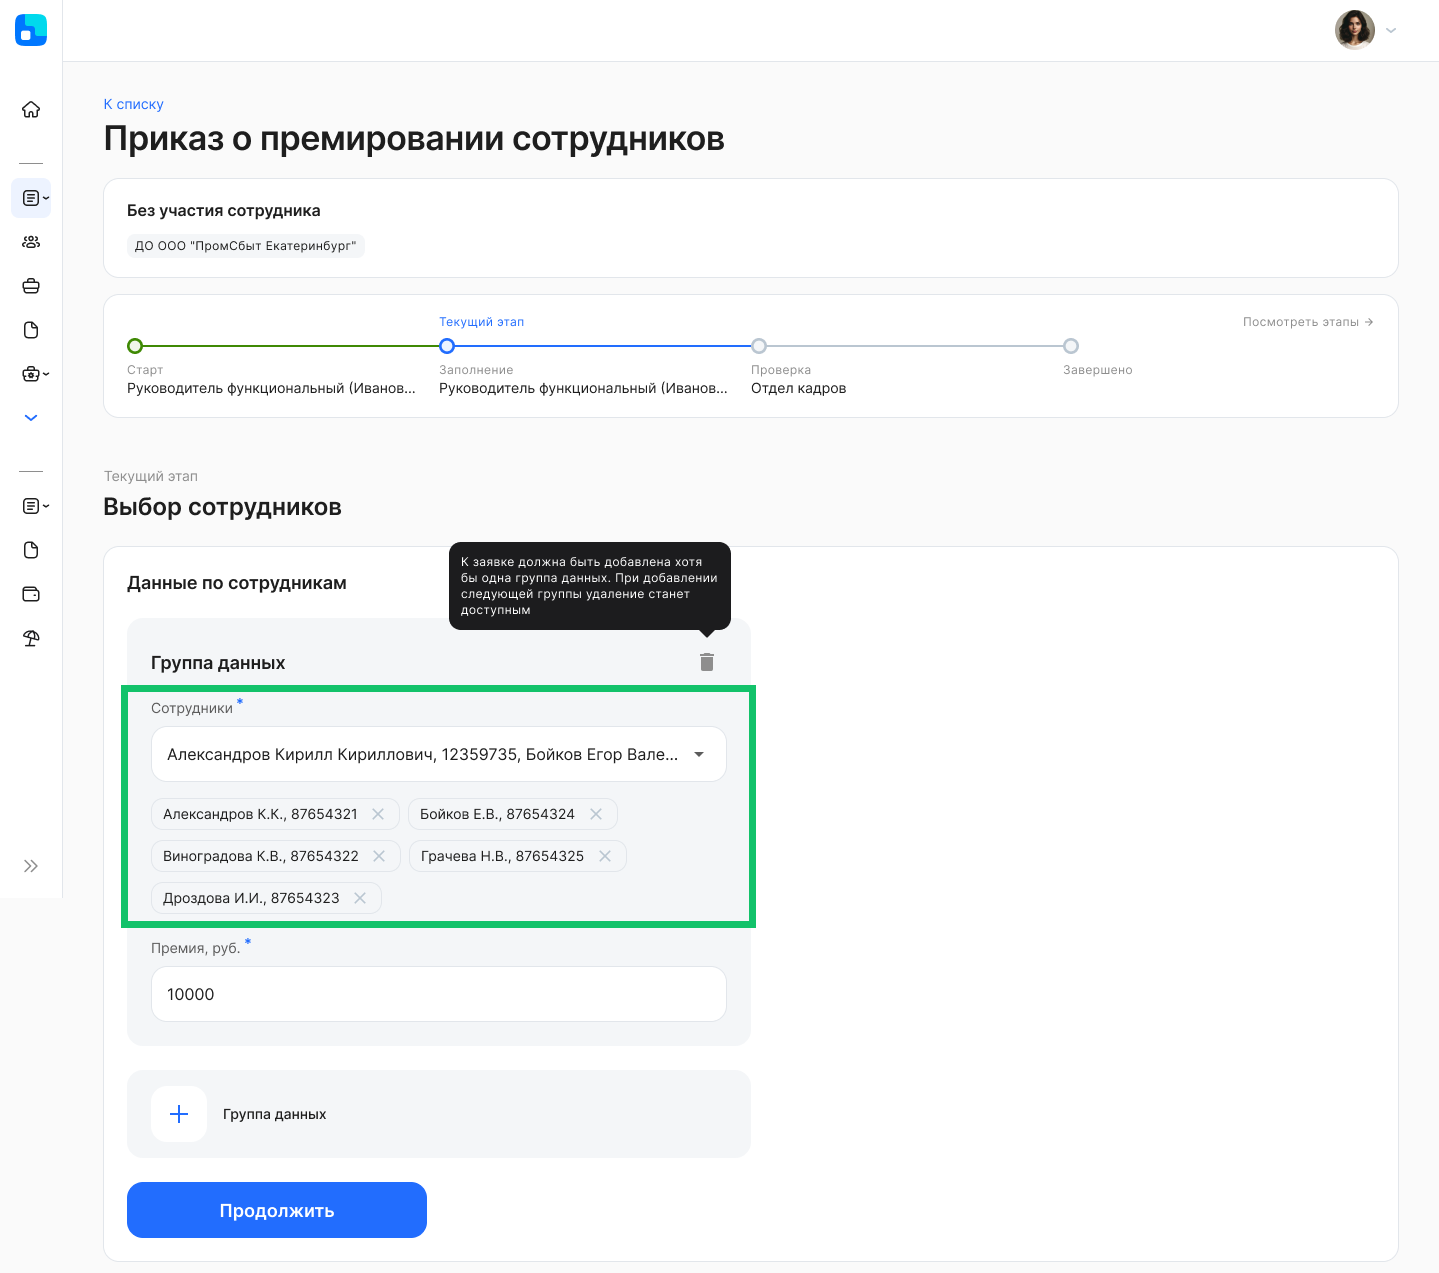 К списку
Приказ о премировании сотрудников
Без участия сотрудника
ДО ООО "ПромСбыт Екатеринбург"
Текущий этап
Посмотреть этапы →
Старт
Руководитель функциональный (Иванов...
Заполнение
Руководитель функциональный (Иванов...
Проверка
Отдел кадров
Завершено
Текущий этап
Выбор сотрудников
Данные по сотрудникам
К заявке должна быть добавлена хотя
бы одна группа данных. При добавлении
следующей группы удаление станет
доступным
Группа данных
Сотрудники *
Александров Кирилл Кириллович, 12359735, Бойков Егор Вале...
Александров К.К., 87654321
Бойков Е.В., 87654324
Виноградова К.В., 87654322
Грачева Н.В., 87654325
Дроздова И.И., 87654323
Премия, руб. *
10000
Группа данных
Продолжить